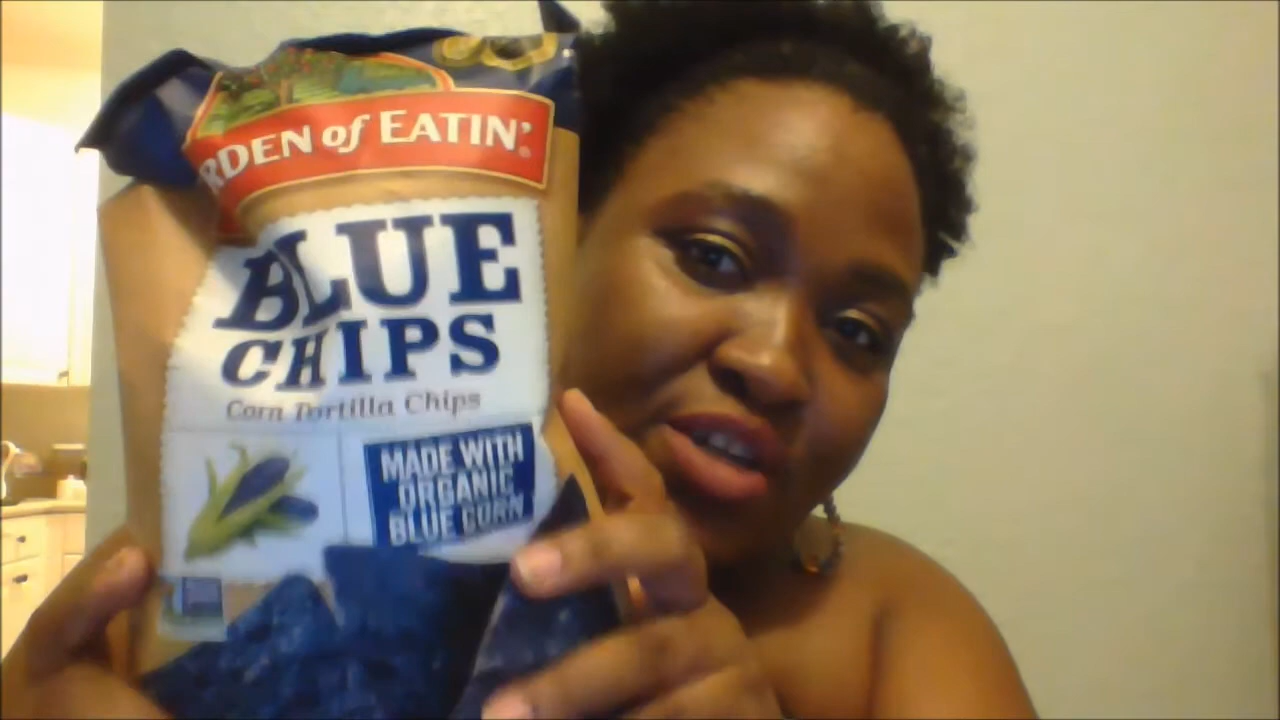 RDEN of EATIN'
BLUE
CHIPS
Corn Tortilla Chips
MADE WITH
ORGANIC
BLUE CORN